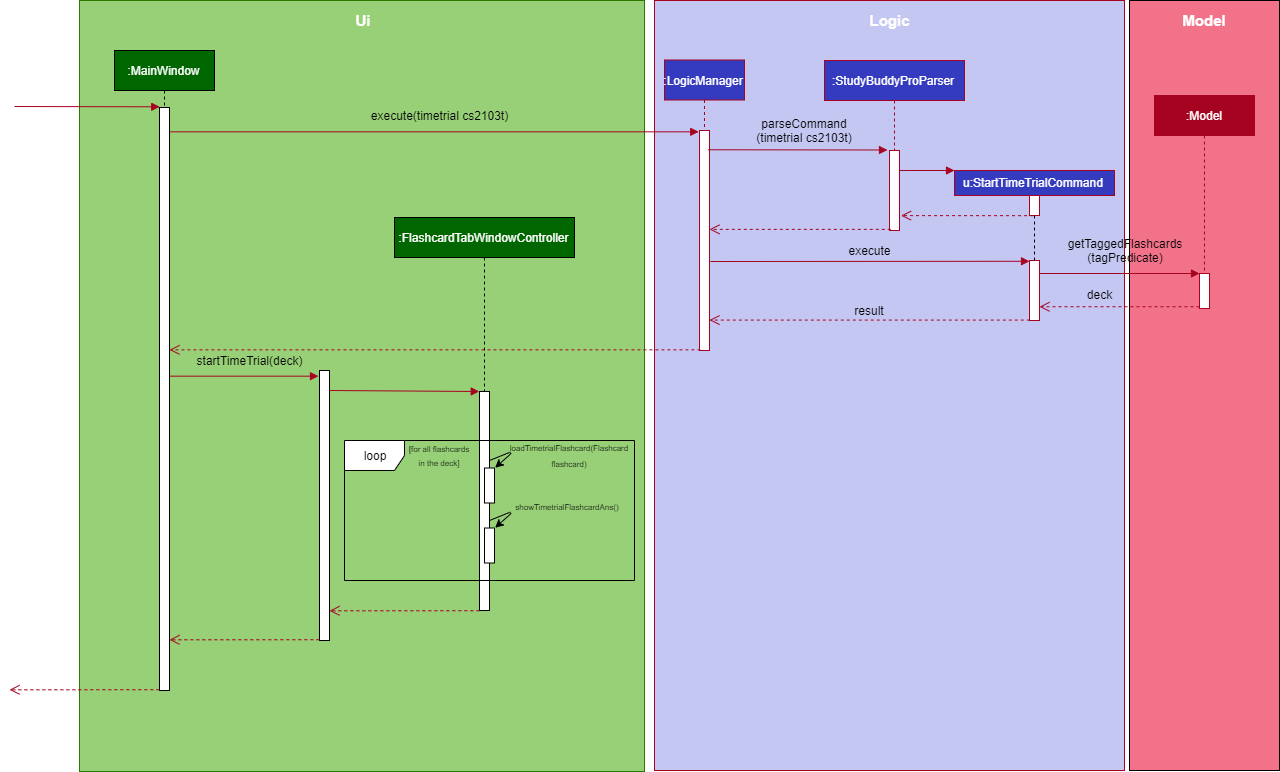 Ui
Logic
Model
:MainWindow
:LogicManager
:StudyBuddyProParser
:Model
execute(timetrial cs2103t)
parseCommand
(timetrial cs2103t)
u:StartTimeTrialCommand
:FlashcardTabWindowController
execute
getTaggedFlashcards
(tagPredicate)
deck
result
startTimeTrial(deck)
loop
[for all flashcards
in the deck]
loadTimetrialFlashcard(Flashcard
flashcard)
showTimetrialFlashcardAns()